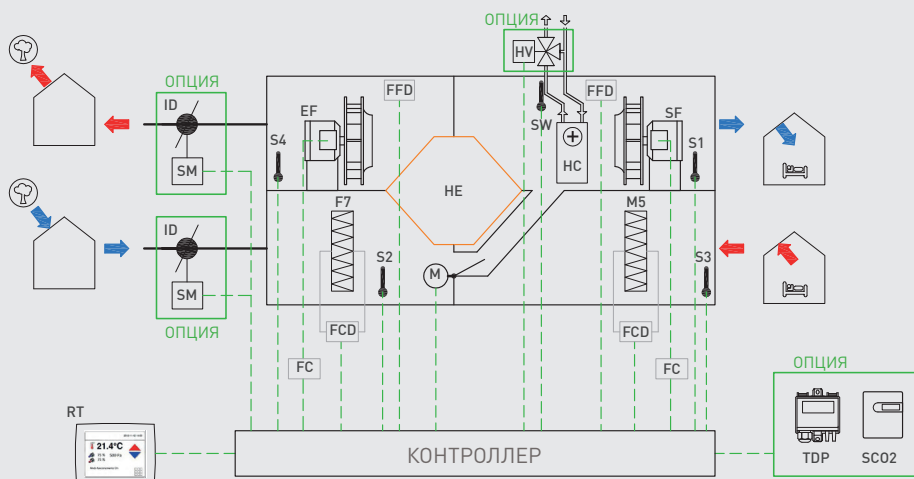 ОПЦИЯ
HV
ОПЦИЯ
ID
SM
EF
FFD
S4
SW
HC
FFD
SF
S1
HE
ID
SM
ОПЦИЯ
F7
S2
M
M5
S3
FCD
FC
FCD
FC
RT
21.4°C
КОНТРОЛЛЕР
ОПЦИЯ
TDP
SCO2